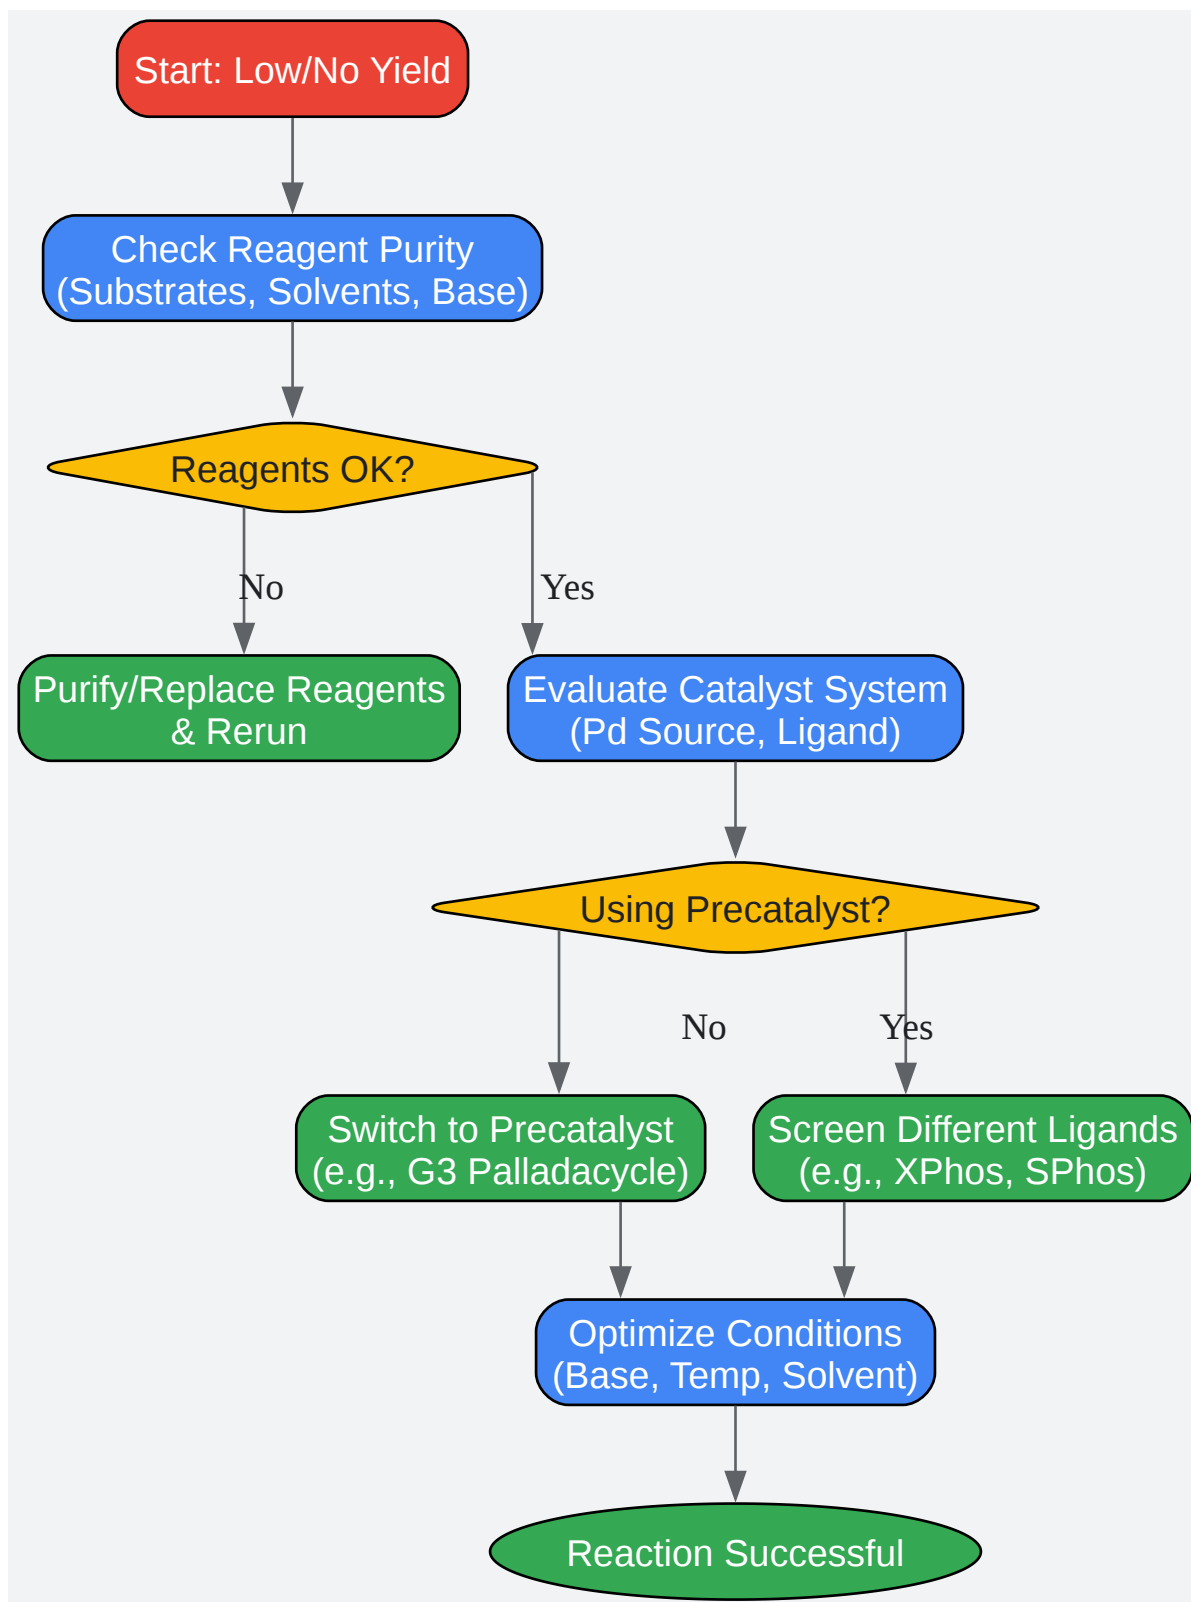 Start: Low/No Yield
Check Reagent Purity
(Substrates, Solvents, Base)
Reagents OK?
No
Yes
Purify/Replace Reagents
& Rerun
Evaluate Catalyst System
(Pd Source, Ligand)
Using Precatalyst?
No
Yes
Switch to Precatalyst
(e.g., G3 Palladacycle)
Screen Different Ligands
(e.g., XPhos, SPhos)
Optimize Conditions
(Base, Temp, Solvent)
Reaction Successful